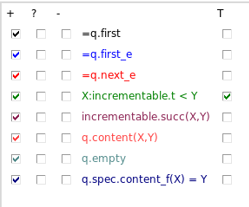 + ? - T
=q.first
=q.first_e
=q.next_e
X:incrementable.t < Y
incrementable.succ(X,Y)
q.content(X,Y)
q.empty
q.spec.content_f(X) = Y